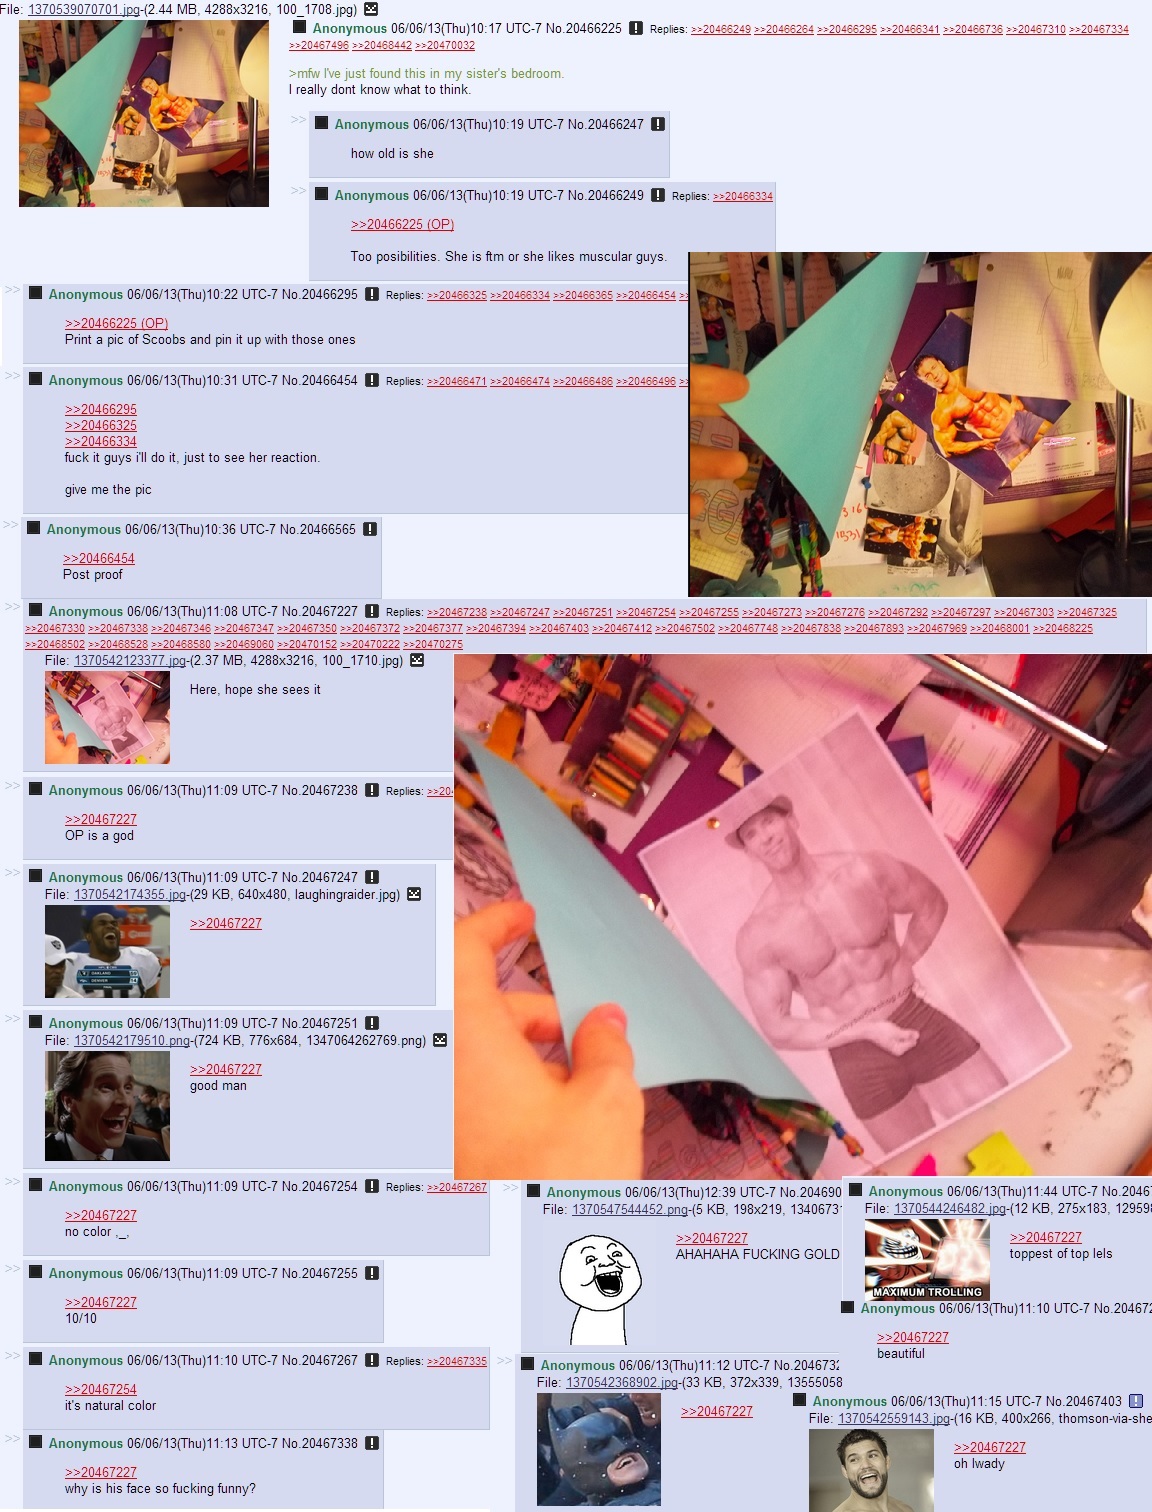 File: 1370539070701.jpg-(2.44 MB, 4288x3216, 100_1708.jpg)
Anonymous 06/06/13(Thu)10:17 UTC-7 No.20466225 Replies: >>20466249 >>20466264 >>20466295 >>20466341 >>20466736 >>20467310 >>20467334
>>20467496 >>20468442 >>20470032
>mfw I've just found this in my sister's bedroom.
I really dont know what to think.
>> Anonymous 06/06/13(Thu)10:19 UTC-7 No.20466247
how old is she
>> Anonymous 06/06/13(Thu)10:19 UTC-7 No.20466249 Replies: >>20466334
>>20466225 (OP)
Too posibilities. She is ftm or she likes muscular guys.
>> Anonymous 06/06/13(Thu)10:22 UTC-7 No.20466295 Replies: >>20466325 >>20466334 >>20466365 >>20466454 >>
>>20466225 (OP)
Print a pic of Scoobs and pin it up with those ones
>> Anonymous 06/06/13(Thu)10:31 UTC-7 No.20466454 Replies: >>20466471 >>20466474 >>20466486 >>20466496 >>
>>20466295
>>20466325
>>20466334
fuck it guys i'll do it, just to see her reaction.
give me the pic
>> Anonymous 06/06/13(Thu)10:36 UTC-7 No.20466565
>>20466454
Post proof
>> Anonymous 06/06/13(Thu)11:08 UTC-7 No.20467227 Replies: >>20467238 >>20467247 >>20467251 >>20467254 >>20467255 >>20467273 >>20467276 >>20467292 >>20467297 >>20467303 >>20467325
>>20467330 >>20467338 >>20467346 >>20467347 >>20467350 >>20467372 >>20467377 >>20467394 >>20467403 >>20467412 >>20467502 >>20467748 >>20467838 >>20467893 >>20467969 >>20468001 >>20468225
>>20468502 >>20468528 >>20468580 >>20469060 >>20470152 >>20470222 >>20470275
File: 1370542123377.jpg-(2.37 MB, 4288x3216, 100_1710.jpg)
Here, hope she sees it
>> Anonymous 06/06/13(Thu)11:09 UTC-7 No.20467238 Replies: >>20
>>20467227
OP is a god
>> Anonymous 06/06/13(Thu)11:09 UTC-7 No.20467247
File: 1370542174355.jpg-(29 KB, 640x480, laughingraider.jpg)
>>20467227
OAKLAND
DENVER
>> Anonymous 06/06/13(Thu)11:09 UTC-7 No.20467251
File: 1370542179510.png-(724 KB, 776x684, 1347064262769.png)
>>20467227
good man
>> Anonymous 06/06/13(Thu)11:09 UTC-7 No.20467254 Replies: >>20467267
>>20467227
no color ,_,
>> Anonymous 06/06/13(Thu)11:09 UTC-7 No.20467255
>>20467227
10/10
>> Anonymous 06/06/13(Thu)11:10 UTC-7 No.20467267 Replies: >>20467335
>>20467254
it's natural color
>> Anonymous 06/06/13(Thu)11:13 UTC-7 No.20467338
>>20467227
why is his face so fucking funny?
>> Anonymous 06/06/13(Thu)12:39 UTC-7 No.204690
File: 1370547544452.png-(5 KB, 198x219, 1340673
>>20467227
AHAHAHA FUCKING GOLD
Anonymous 06/06/13(Thu)11:44 UTC-7 No.2046
File: 1370544246482.jpg-(12 KB, 275x183, 12959
>>20467227
toppest of top lels
MAXIMUM TROLLING
Anonymous 06/06/13(Thu)11:10 UTC-7 No.204672
>>20467227
beautiful
>> Anonymous 06/06/13(Thu)11:12 UTC-7 No.2046732
File: 1370542368902.jpg-(33 KB, 372x339, 13555058
>>20467227
Anonymous 06/06/13(Thu)11:15 UTC-7 No.20467403
File: 1370542559143.jpg-(16 KB, 400x266, thomson-via-she
>>20467227
oh lwady